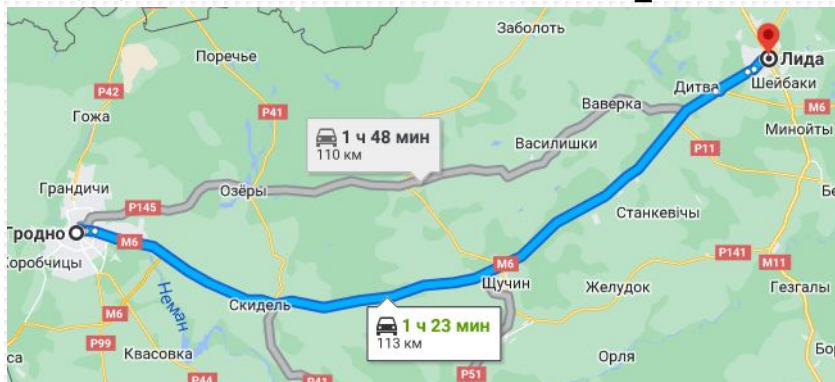 Заболоть
Поречье
Лида
Шейбаки
Дитва
P42
Ваверка
M6
P41
Гожа
Минойты
1 ч 48 мин
110 км
Василишки
P11
Грандичи
Озёры
P145
Станкевічы
Гродно
M6
P141
Коробчицы
M6
M11
Щучин
Желудок
Гезгалы
Неман
Скидель
M6
1 ч 23 мин
113 км
P99
Квасовка
Орля
P44
P41
P51